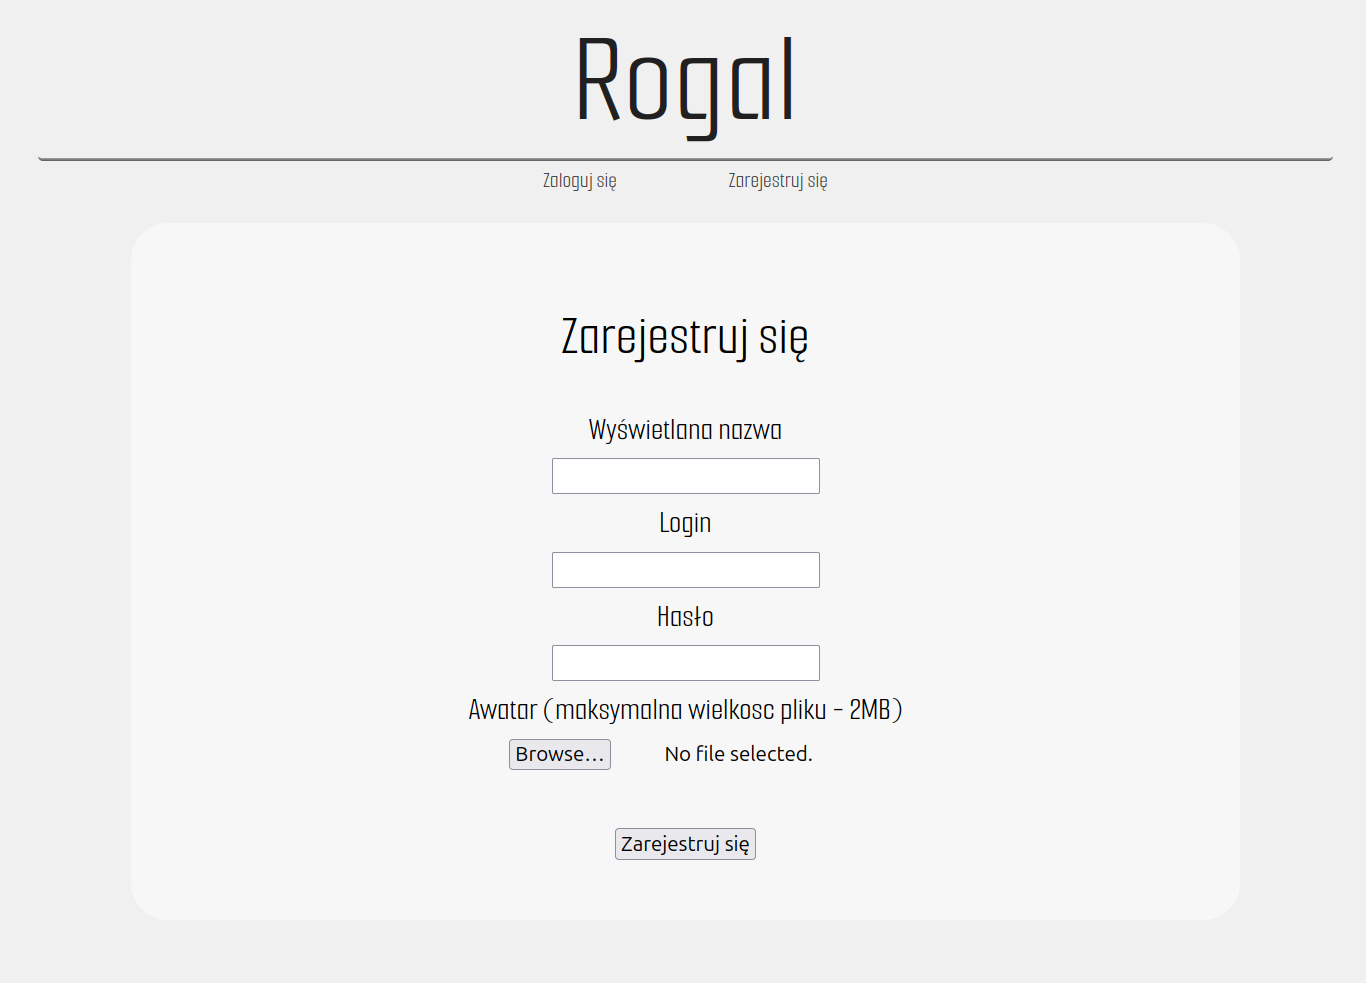 Rogal
Zaloguj się Zarejestruj się
Zarejestruj się
Wyświetlana nazwa
Login
Hasło
Awatar (maksymalna wielkosc pliku - 2MB)
Browse... No file selected.
Zarejestruj się